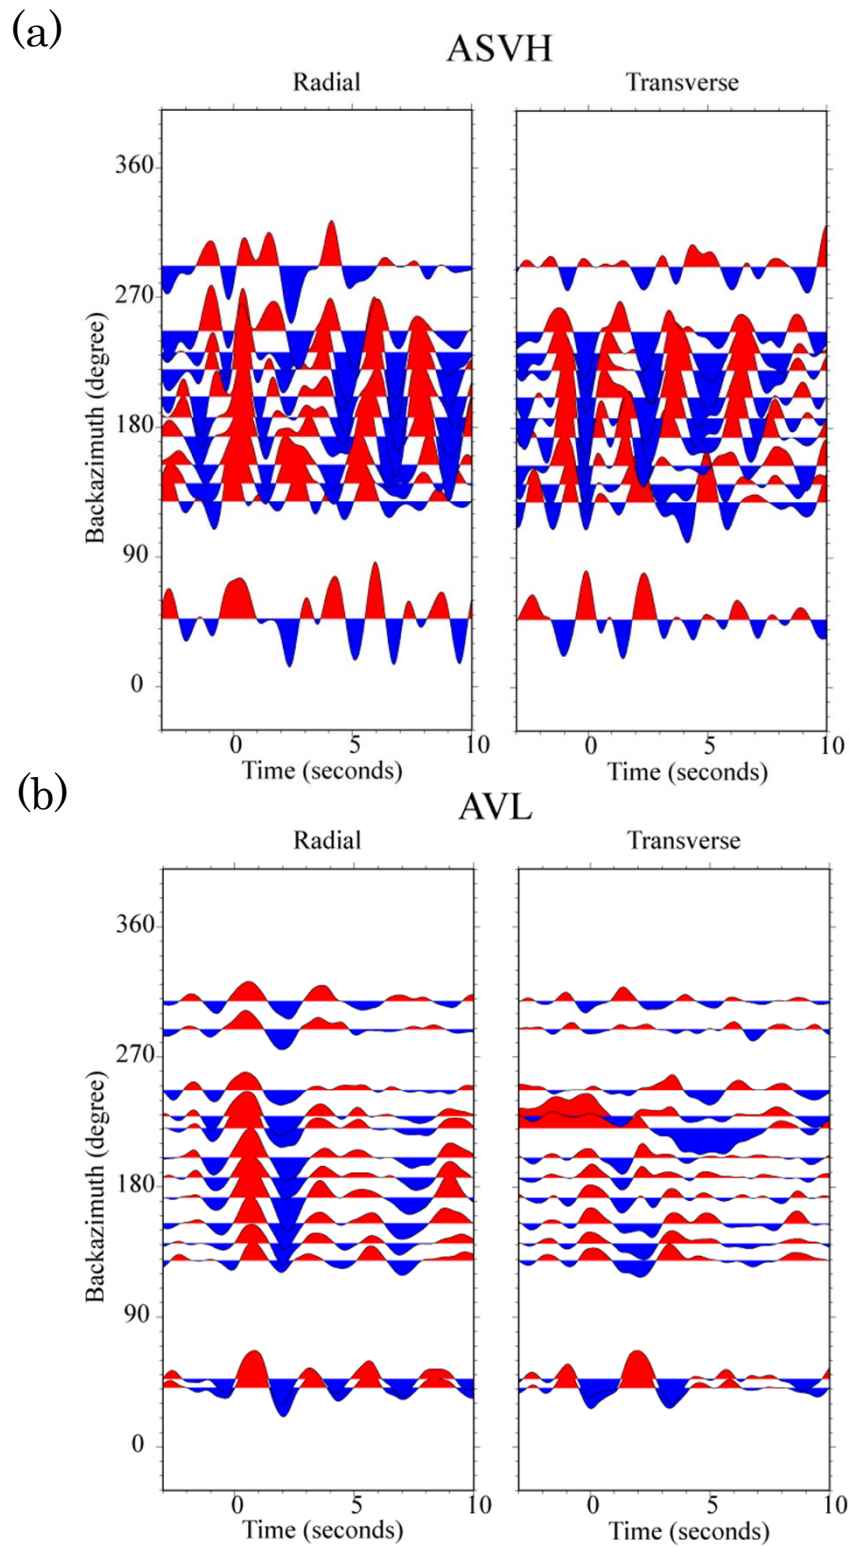 (a)
ASVH
Radial
Transverse
Backazimuth (degree)
360
270
180
90
0
0 5 10
0 5 10
Time (seconds)
Time (seconds)
(b)
AVL
Radial
Transverse
Backazimuth (degree)
360
270
180
90
0
0 5 10
0 5 10
Time (seconds)
Time (seconds)